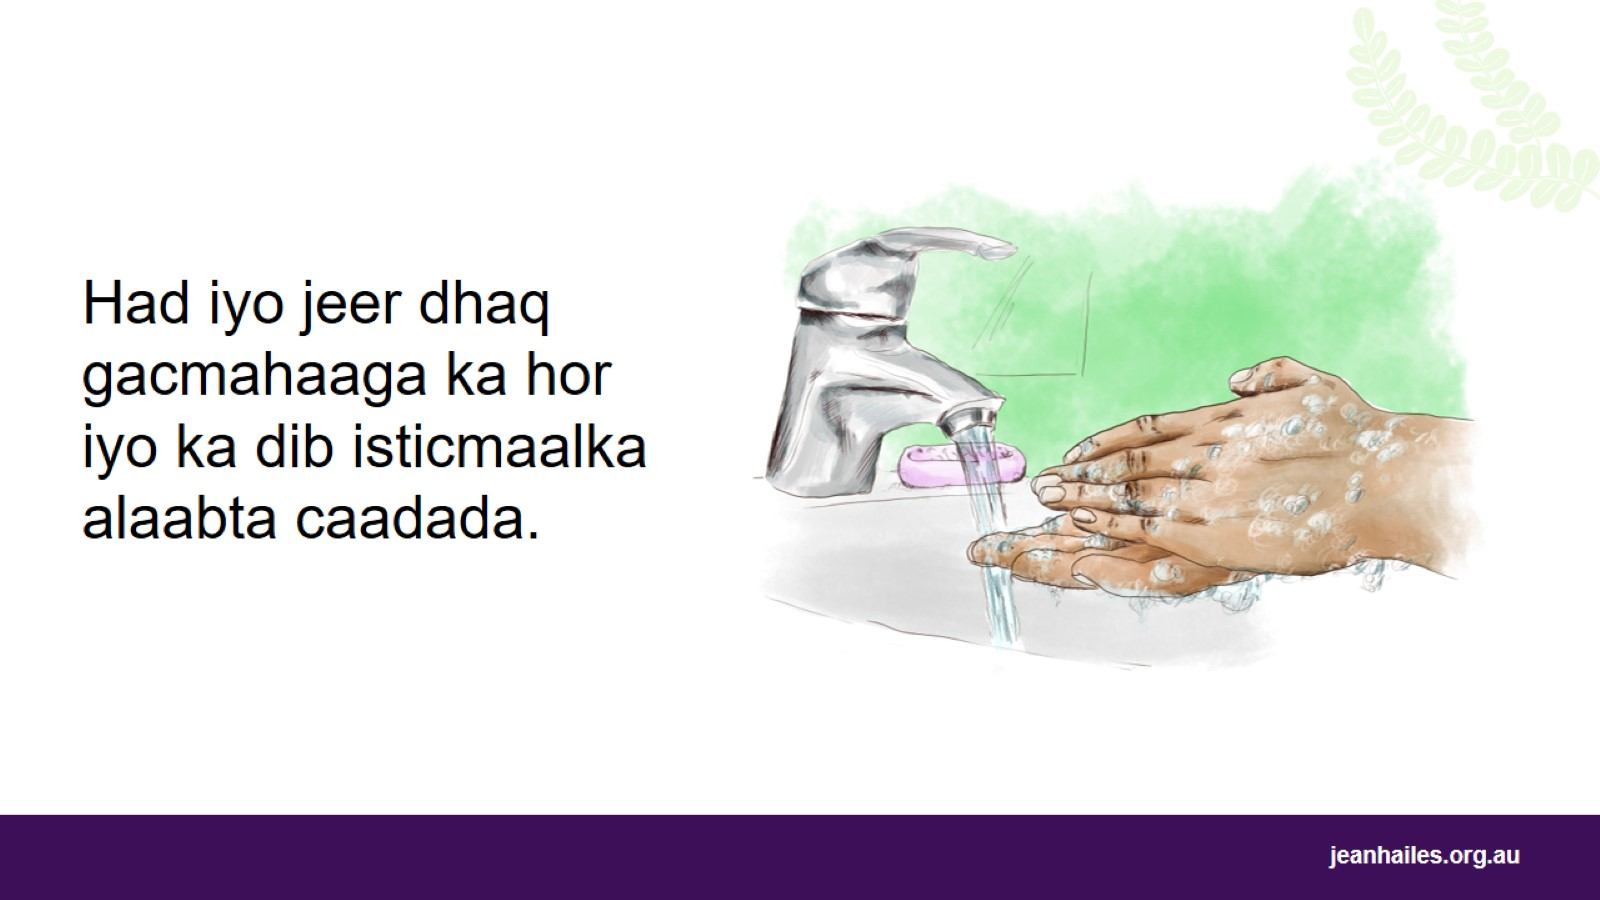 Had iyo jeer dhaq
gacmahaaga ka hor
iyo ka dib isticmaalka
alaabta caadada.
jeanhailes.org.au